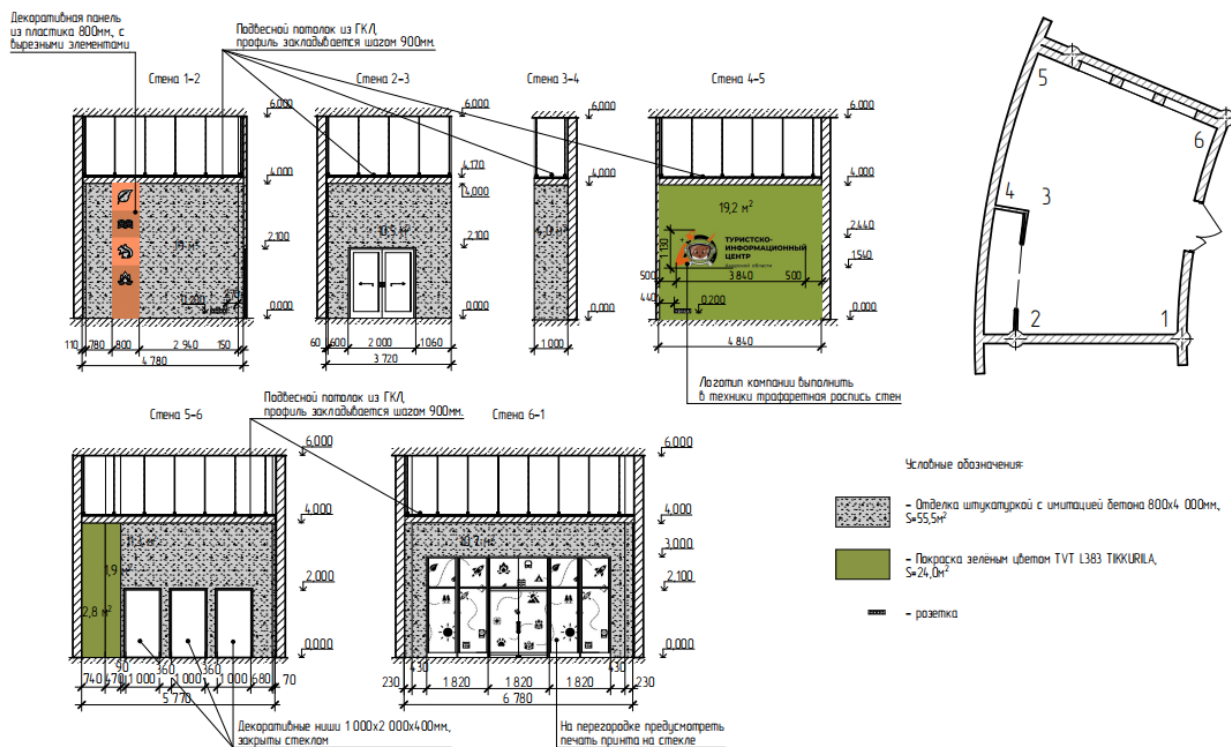 Декоративная панель
из пластика 800мм, с
вырезными элементами
Подвесной потолок из ГКЛ,
профиль закладывается шагом 900мм.
Стена 1-2
Стена 2-3
Стена 3-4
Стена 4-5
6,000
6,000
6,000
6,000
4,170
4,000
4,000
4,000
4,000
2,100
2,100
2,440
1,540
0,000
0,000
0,000
0,000
19 м²
0,200
19,2 м²
1 130
ТУРИСТСКО-
ИНФОРМАЦИОННЫЙ
ЦЕНТР
500
3 840
500
440
0,200
110
780
800
2 940
150
4 780
60
600
2 000
1 060
3 720
1 000
4 840
Логотип компании выполнить
в техники трафаретная роспись стен
5
6
4
3
2
1
Стена 5-6
Подвесной потолок из ГКЛ,
профиль закладывается шагом 900мм.
Стена 6-1
6,000
6,000
4,000
4,000
3,000
2,000
2,100
0,000
0,000
1,9 м²
2,8 м²
90
360
360
740
470
1 000
1 000
1 000
680
70
5 770
430
430
230
1 820
1 820
1 820
230
6 780
Декоративные ниши 1 000х2 000х400мм,
закрыты стеклом
На перегородке предусмотреть
печать принта на стекле
Условные обозначения:
- Отделка штукатуркой с имитацией бетона 800х4 000мм,
S=55,5м²
- Покраска зелёным цветом TVT L383 TIKKURILA,
S=24,0м²
- розетка